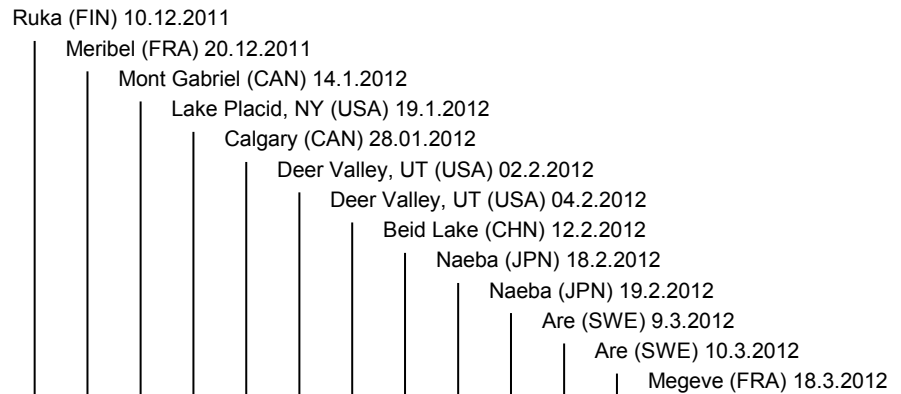 Ruka (FIN) 10.12.2011
Meribel (FRA) 20.12.2011
Mont Gabriel (CAN) 14.1.2012
Lake Placid, NY (USA) 19.1.2012
Calgary (CAN) 28.01.2012
Deer Valley, UT (USA) 02.2.2012
Deer Valley, UT (USA) 04.2.2012
Beid Lake (CHN) 12.2.2012
Naeba (JPN) 18.2.2012
Naeba (JPN) 19.2.2012
Are (SWE) 9.3.2012
Are (SWE) 10.3.2012
Megeve (FRA) 18.3.2012